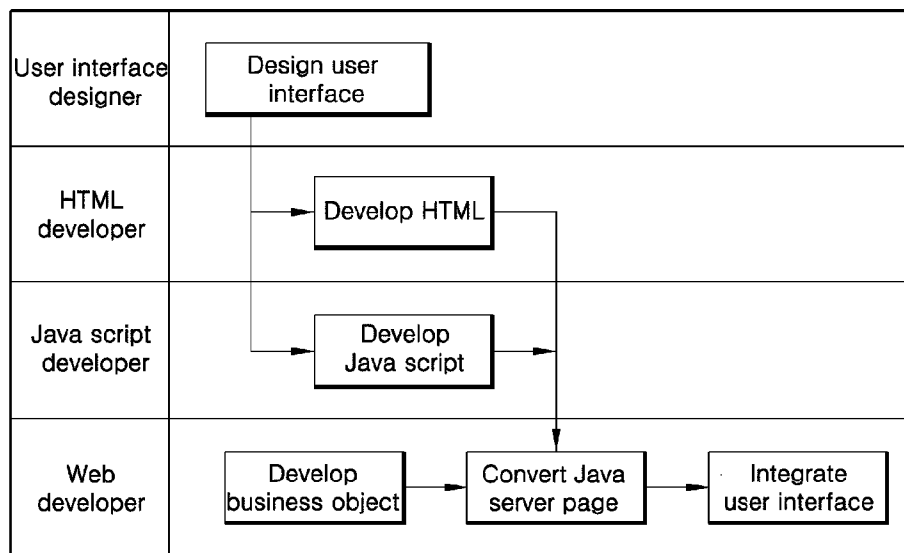 User interface
designer
Design user
interface
HTML
developer
Develop HTML
Java script
developer
Develop
Java script
Web
developer
Develop
business object
Convert Java
server page
Integrate
user interface